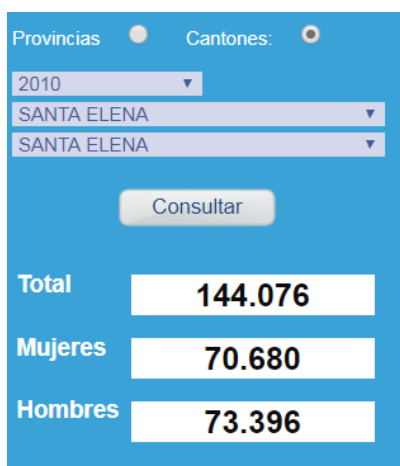 Provincias Cantones:
2010
SANTA ELENA
SANTA ELENA
Consultar
Total 144.076
Mujeres 70.680
Hombres 73.396